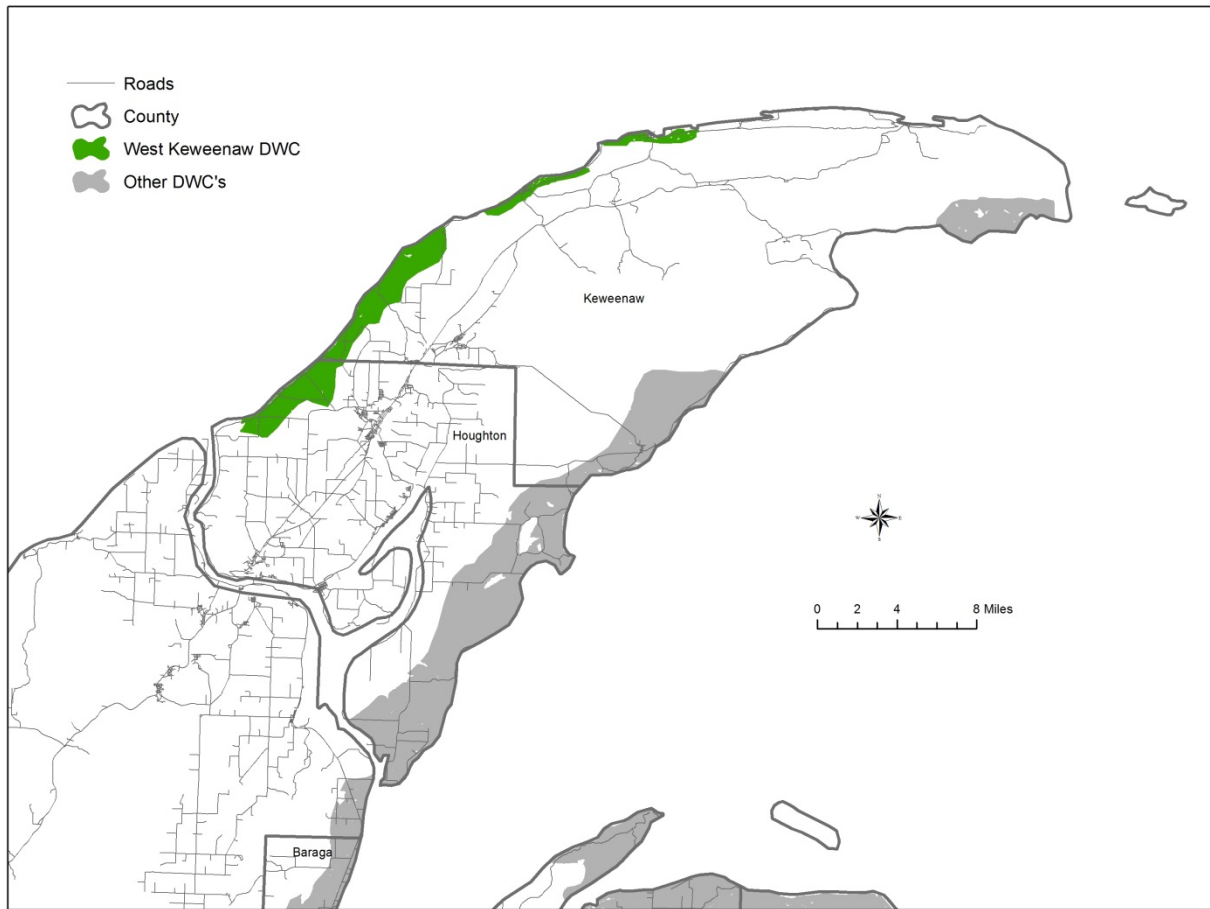 Roads
County
West Keweenaw DWC
Other DWC's
Keweenaw
Houghton
N
W E
S
0 2 4 8 Miles
Baraga